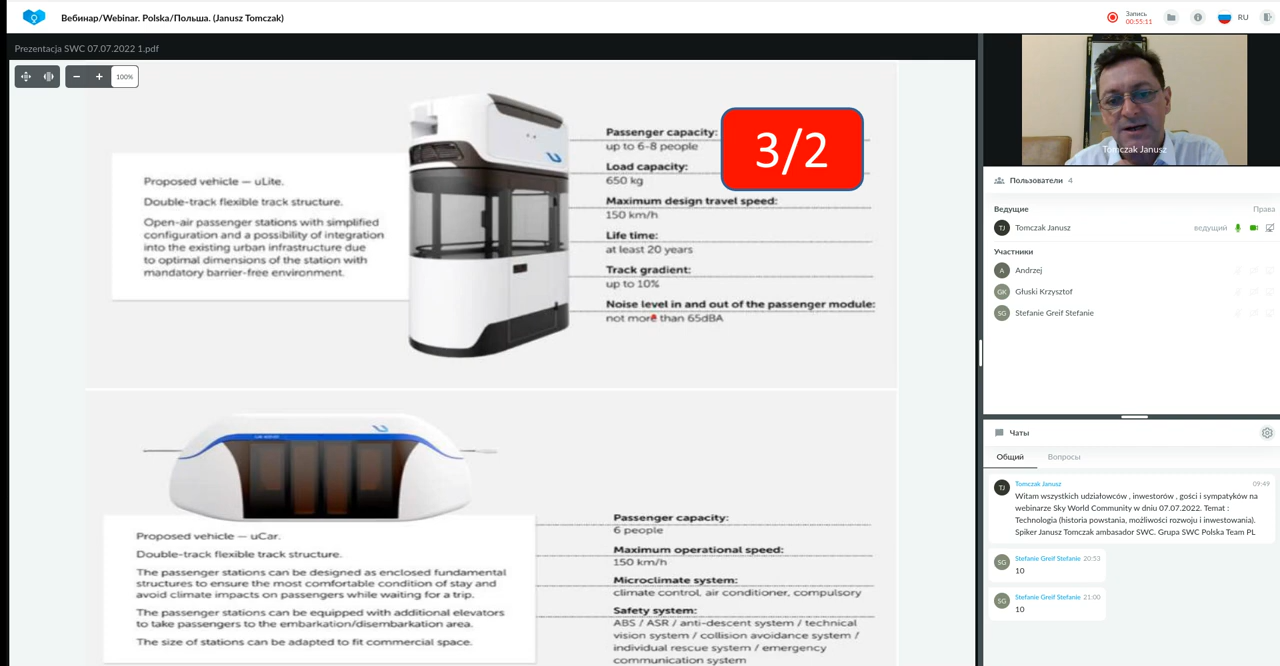 Вебинар/Webinar. Polska/Польша. (Janusz Tomczak)
Запись
00:55:11
RU
Prezentacja SWC 07.07.2022 1.pdf
100%
Proposed vehicle — uLite.
Double-track flexible track structure.
Open-air passenger stations with simplified
configuration and a possibility of integration
into the existing urban infrastructure due
to optimal dimensions of the station with
mandatory barrier-free environment.
Passenger capacity:
up to 6-8 people
Load capacity:
650 kg
Maximum design travel speed:
150 km/h
Life time:
at least 20 years
Track gradient:
up to 10%
Noise level in and out of the passenger module:
not more than 65dBA
3/2
Proposed vehicle — uCar.
Double-track flexible track structure.
The passenger stations can be designed as enclosed fundamental
structures to ensure the most comfortable condition of stay and
avoid climate impacts on passengers while waiting for a trip.
The passenger stations can be equipped with additional elevators
to take passengers to the embarkation/disembarkation area.
The size of stations can be adapted to fit commercial space.
Passenger capacity:
6 people
Maximum operational speed:
150 km/h
Microclimate system:
climate control, air conditioner, compulsory
Safety system:
ABS / ASR / anti-descent system / technical
vision system / collision avoidance system /
individual rescue system / emergency
communication system
Tomczak Janusz
Пользователи 4
Ведущие Права
TJ Tomczak Janusz ведущий
Участники
A Andrzej
GK Głuski Krzysztof
SG Stefanie Greif Stefanie
Чаты
Общий Вопросы
TJ Tomczak Janusz 09:49
Witam wszystkich udziałowców , inwestorów , gości i sympatyków na
webinarze Sky World Community w dniu 07.07.2022. Temat :
Technologia (historia powstania, możliwości rozwoju i inwestowania).
Spiker Janusz Tomczak ambasador SWC. Grupa SWC Polska Team PL
SG Stefanie Greif Stefanie 20:53
10
SG Stefanie Greif Stefanie 21:00
10